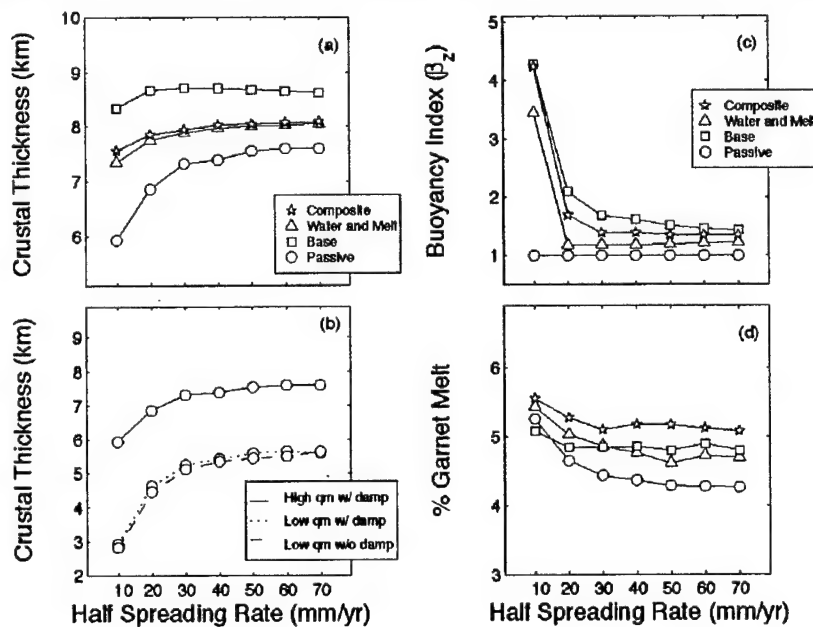 Crustal Thickness (km)
10
9
8
7
6
(a)
Composite
Water and Melt
Base
Passive
Buoyancy Index (βz)
5
4
3
2
1
(c)
Composite
Water and Melt
Base
Passive
Crustal Thickness (km)
9
8
7
6
5
4
3
2
(b)
High qm w/ damp
Low qm w/ damp
Low qm w/o damp
10 20 30 40 50 60 70
Half Spreading Rate (mm/yr)
% Garnet Melt
6
5
4
3
(d)
10 20 30 40 50 60 70
Half Spreading Rate (mm/yr)